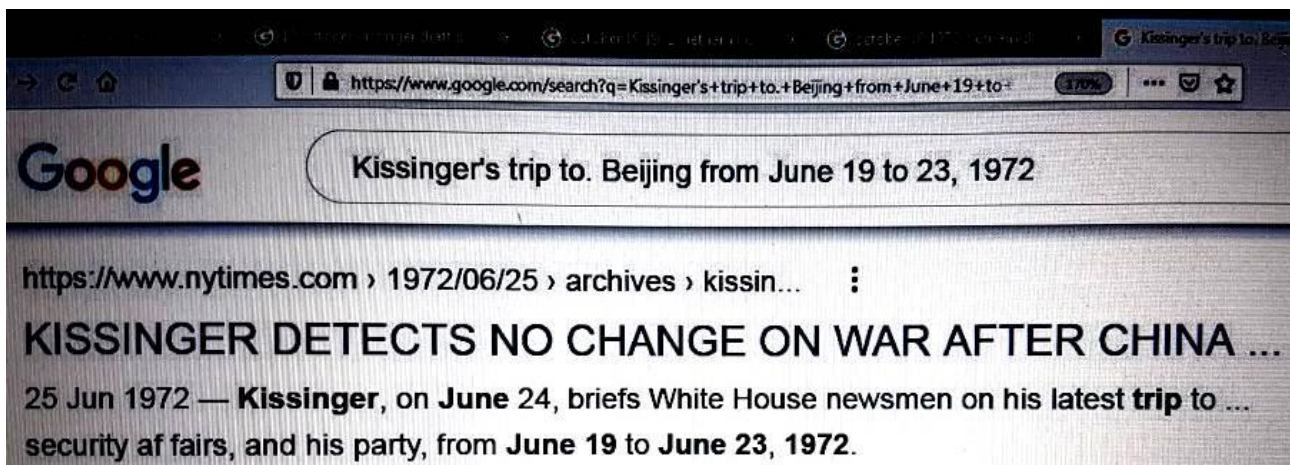 Kissinger's trip to. Beijing
https://www.google.com/search?q=Kissinger's+trip+to.+Beijing+from+June+19+to+
170%
Google
Kissinger's trip to. Beijing from June 19 to 23, 1972
https://www.nytimes.com › 1972/06/25 › archives › kissin...
KISSINGER DETECTS NO CHANGE ON WAR AFTER CHINA ...
25 Jun 1972 — Kissinger, on June 24, briefs White House newsmen on his latest trip to ...
security af fairs, and his party, from June 19 to June 23, 1972.